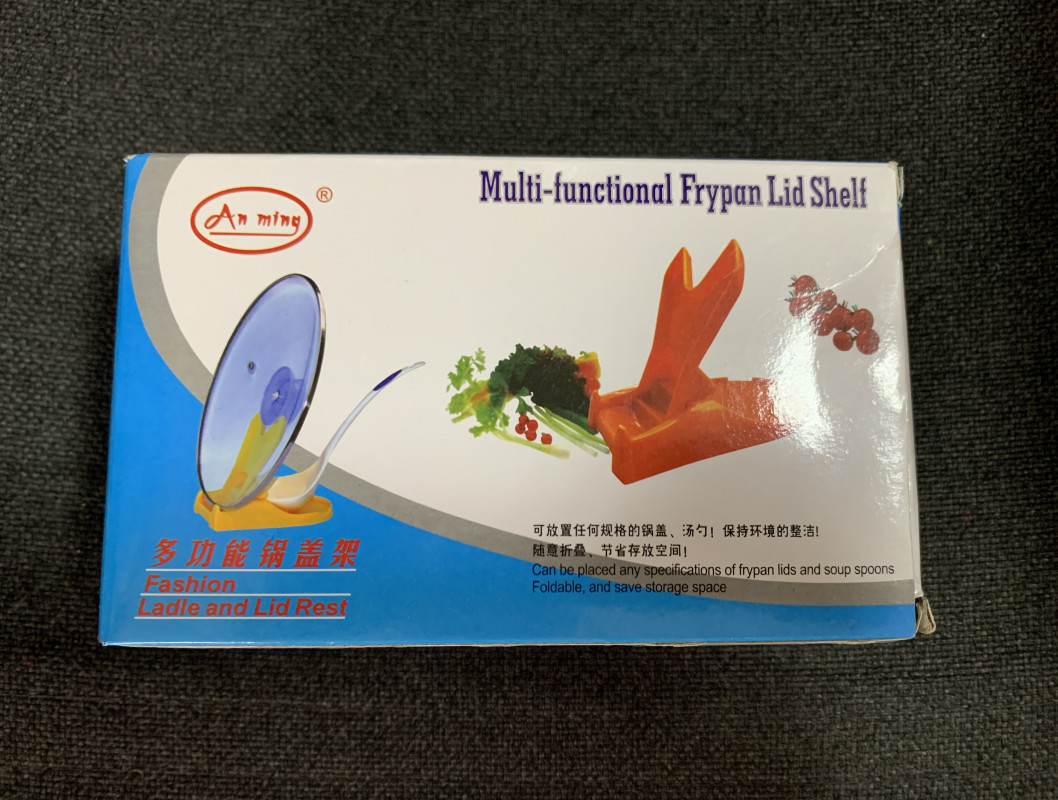 An ming ®
Multi-functional Frypan Lid Shelf
多功能锅盖架
Fashion
Ladle and Lid Rest
可放置任何规格的锅盖、汤勺！保持环境的整洁！
随意折叠、节省存放空间！
Can be placed any specifications of frypan lids and soup spoons
Foldable, and save storage space